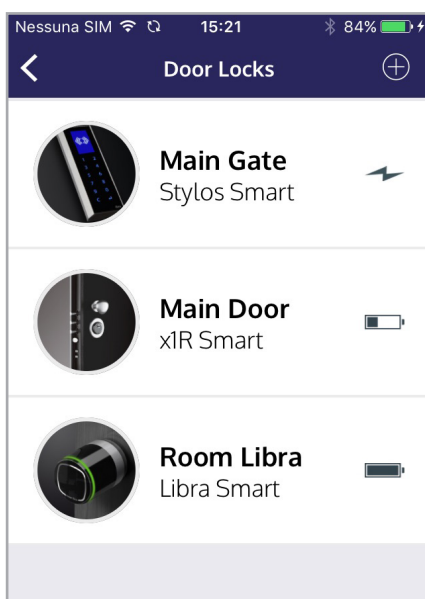 Nessuna SIM 15:21 84%
Door Locks
Main Gate
Stylos Smart
Main Door
x1R Smart
Room Libra
Libra Smart